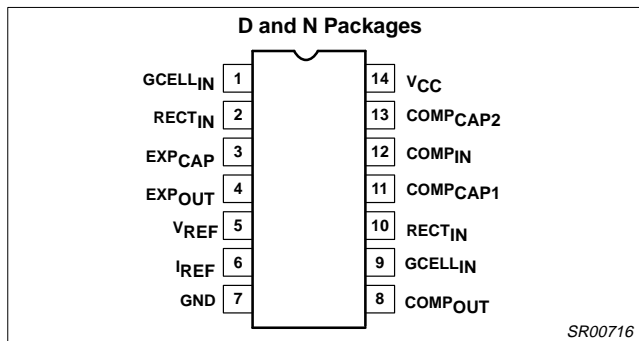 D and N Packages
GCELLIN 1 14 VCC
RECTIN 2 13 COMPCAP2
EXPCAP 3 12 COMPIN
EXPOUT 4 11 COMPCAP1
VREF 5 10 RECTIN
IREF 6 9 GCELLIN
GND 7 8 COMPOUT
SR00716